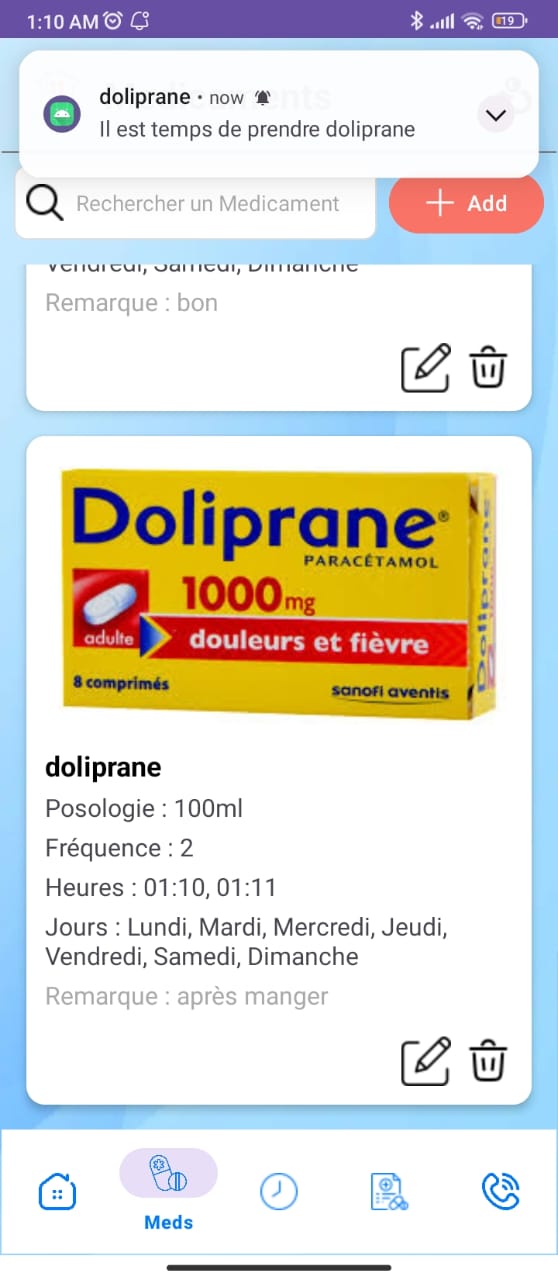 1:10 AM
19
doliprane · now
Il est temps de prendre doliprane
Rechercher un Medicament
Add
Vendredi, Samedi, Dimanche
Remarque : bon
Doliprane®
PARACÉTAMOL
1000 mg
adulte
douleurs et fièvre
8 comprimés
sanofi aventis
Doliprane
doliprane
Posologie : 100ml
Fréquence : 2
Heures : 01:10, 01:11
Jours : Lundi, Mardi, Mercredi, Jeudi,
Vendredi, Samedi, Dimanche
Remarque : après manger
Meds